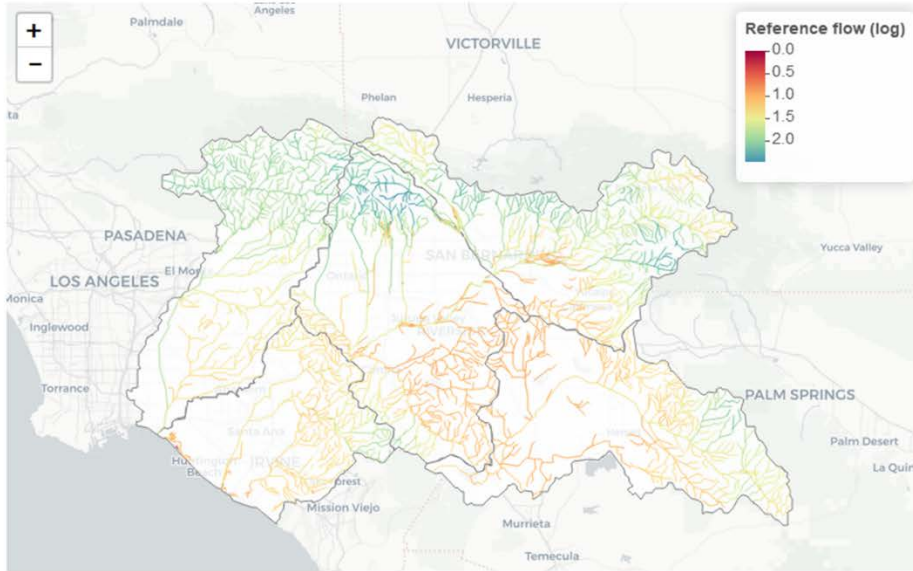 Palmdale
Angeles
VICTORVILLE
Phelan
Hesperia
+
−
Reference flow (log)
0.0
0.5
1.0
1.5
2.0
PASADENA
El Monte
SAN BERNARDINO
Yucca Valley
LOS ANGELES
Ontario
Monica
Inglewood
Torrance
PALM SPRINGS
Santa Ana
Hemet
Palm Desert
IRVINE
Huntington
Beach
La Quin
Mission Viejo
Murrieta
Temecula